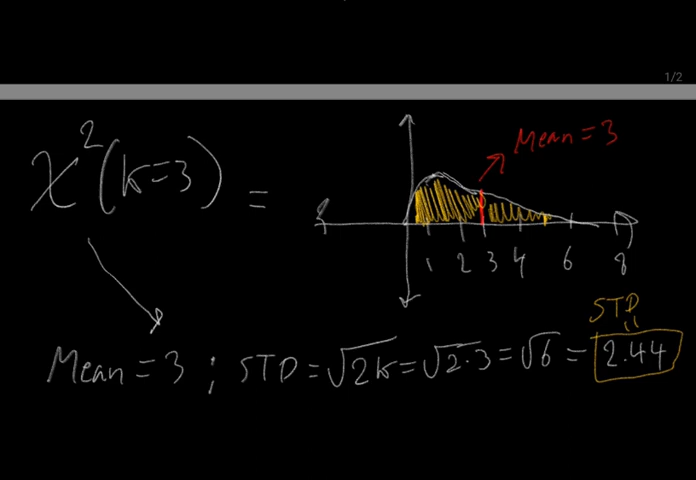 1/2
Mean = 3
χ²(k=3) =
1 2 3 4 6 8
STD
Mean = 3 ; STD = √2k = √2·3 = √6 = 2.44